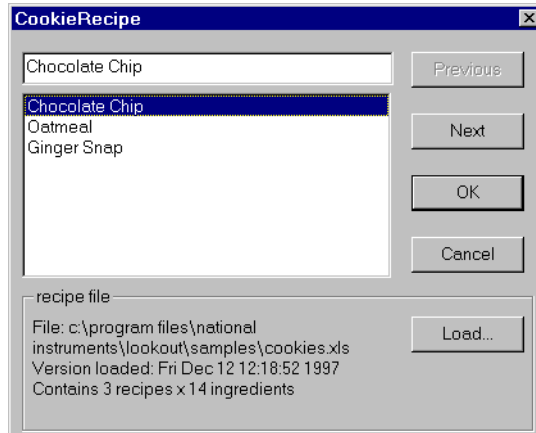 CookieRecipe
Chocolate Chip
Previous
Chocolate Chip
Oatmeal
Ginger Snap
Next
OK
Cancel
recipe file
File: c:\program files\national
instruments\lookout\samples\cookies.xls
Version loaded: Fri Dec 12 12:18:52 1997
Contains 3 recipes x 14 ingredients
Load...